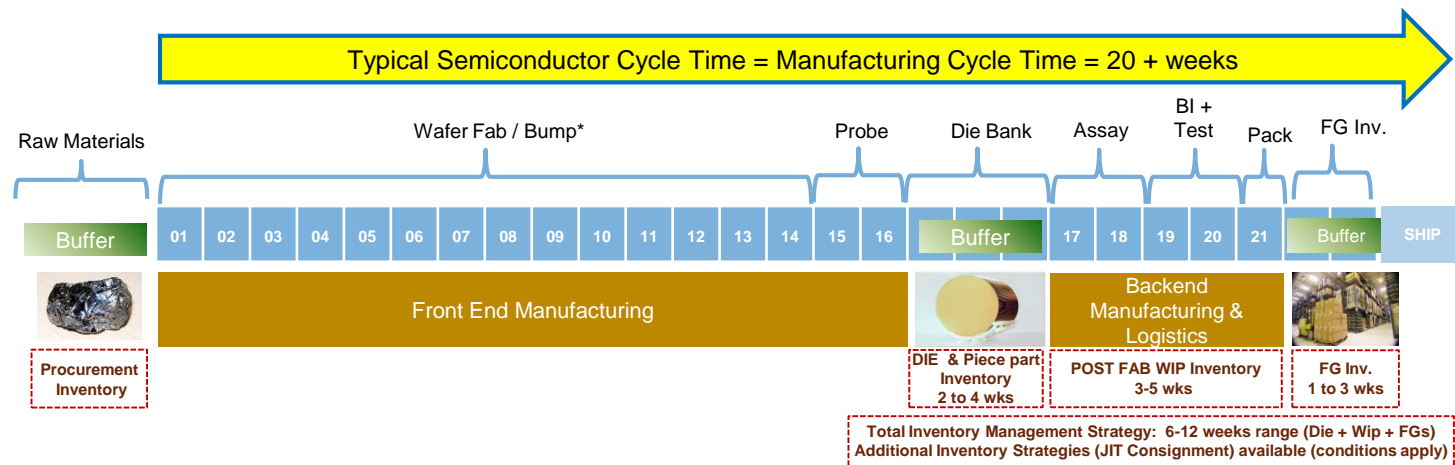 Typical Semiconductor Cycle Time = Manufacturing Cycle Time = 20 + weeks
Raw Materials
Wafer Fab / Bump*
Probe
Die Bank
Assay
BI +
Test
Pack
FG Inv.
Buffer
01 02 03 04 05 06 07 08 09 10 11 12 13 14 15 16
Buffer
17 18 19 20 21
Buffer
SHIP
Front End Manufacturing
Backend
Manufacturing &
Logistics
Procurement
Inventory
DIE & Piece part
Inventory
2 to 4 wks
POST FAB WIP Inventory
3-5 wks
FG Inv.
1 to 3 wks
Total Inventory Management Strategy: 6-12 weeks range (Die + Wip + FGs)
Additional Inventory Strategies (JIT Consignment) available (conditions apply)